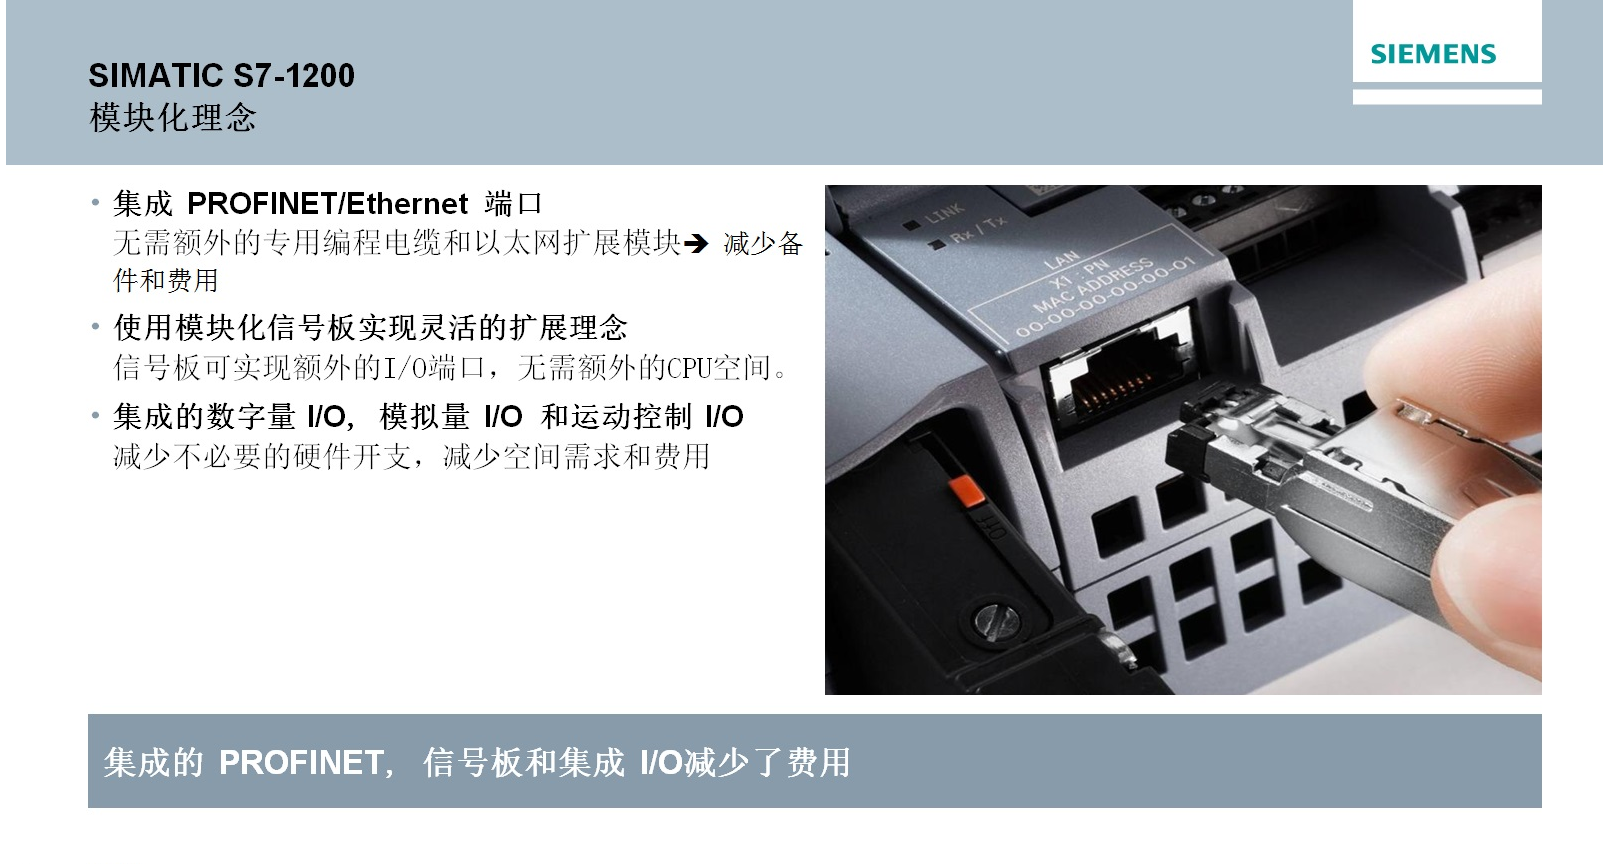 SIEMENS
SIMATIC S7-1200
模块化理念
• 集成 PROFINET/Ethernet 端口
无需额外的专用编程电缆和以太网扩展模块➔ 减少备
件和费用
• 使用模块化信号板实现灵活的扩展理念
信号板可实现额外的I/O端口，无需额外的CPU空间。
• 集成的数字量 I/O, 模拟量 I/O 和运动控制 I/O
减少不必要的硬件开支，减少空间需求和费用
LINK
Rx / Tx
LAN
X1 : PN
MAC ADDRESS
00-00-00-00-00-01
off
集成的 PROFINET, 信号板和集成 I/O减少了费用